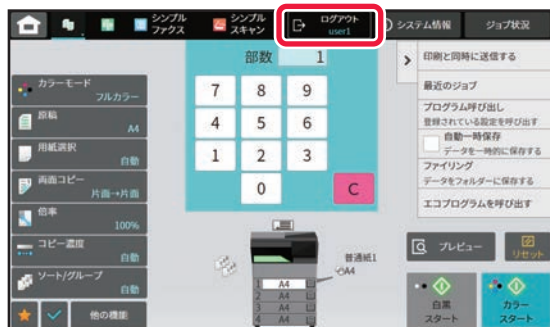 シンプル
ファクス
シンプル
スキャン
ログアウト
user1
システム情報
ジョブ状況
部数 1
7 8 9
4 5 6
1 2 3
0 C
カラーモード
フルカラー
原稿
A4
用紙選択
自動
両面コピー
片面→片面
倍率
100%
コピー濃度
自動
ソート/グループ
自動
他の機能
普通紙1
A4
1 A4
2 A4
3 A4
4 A4
印刷と同時に送信する
最近のジョブ
プログラム呼び出し
登録されている設定を呼び出す
自動一時保存
データを一時的に保存する
ファイリング
データをフォルダーに保存する
エコプログラムを呼び出す
プレビュー
リセット
白黒
スタート
カラー
スタート